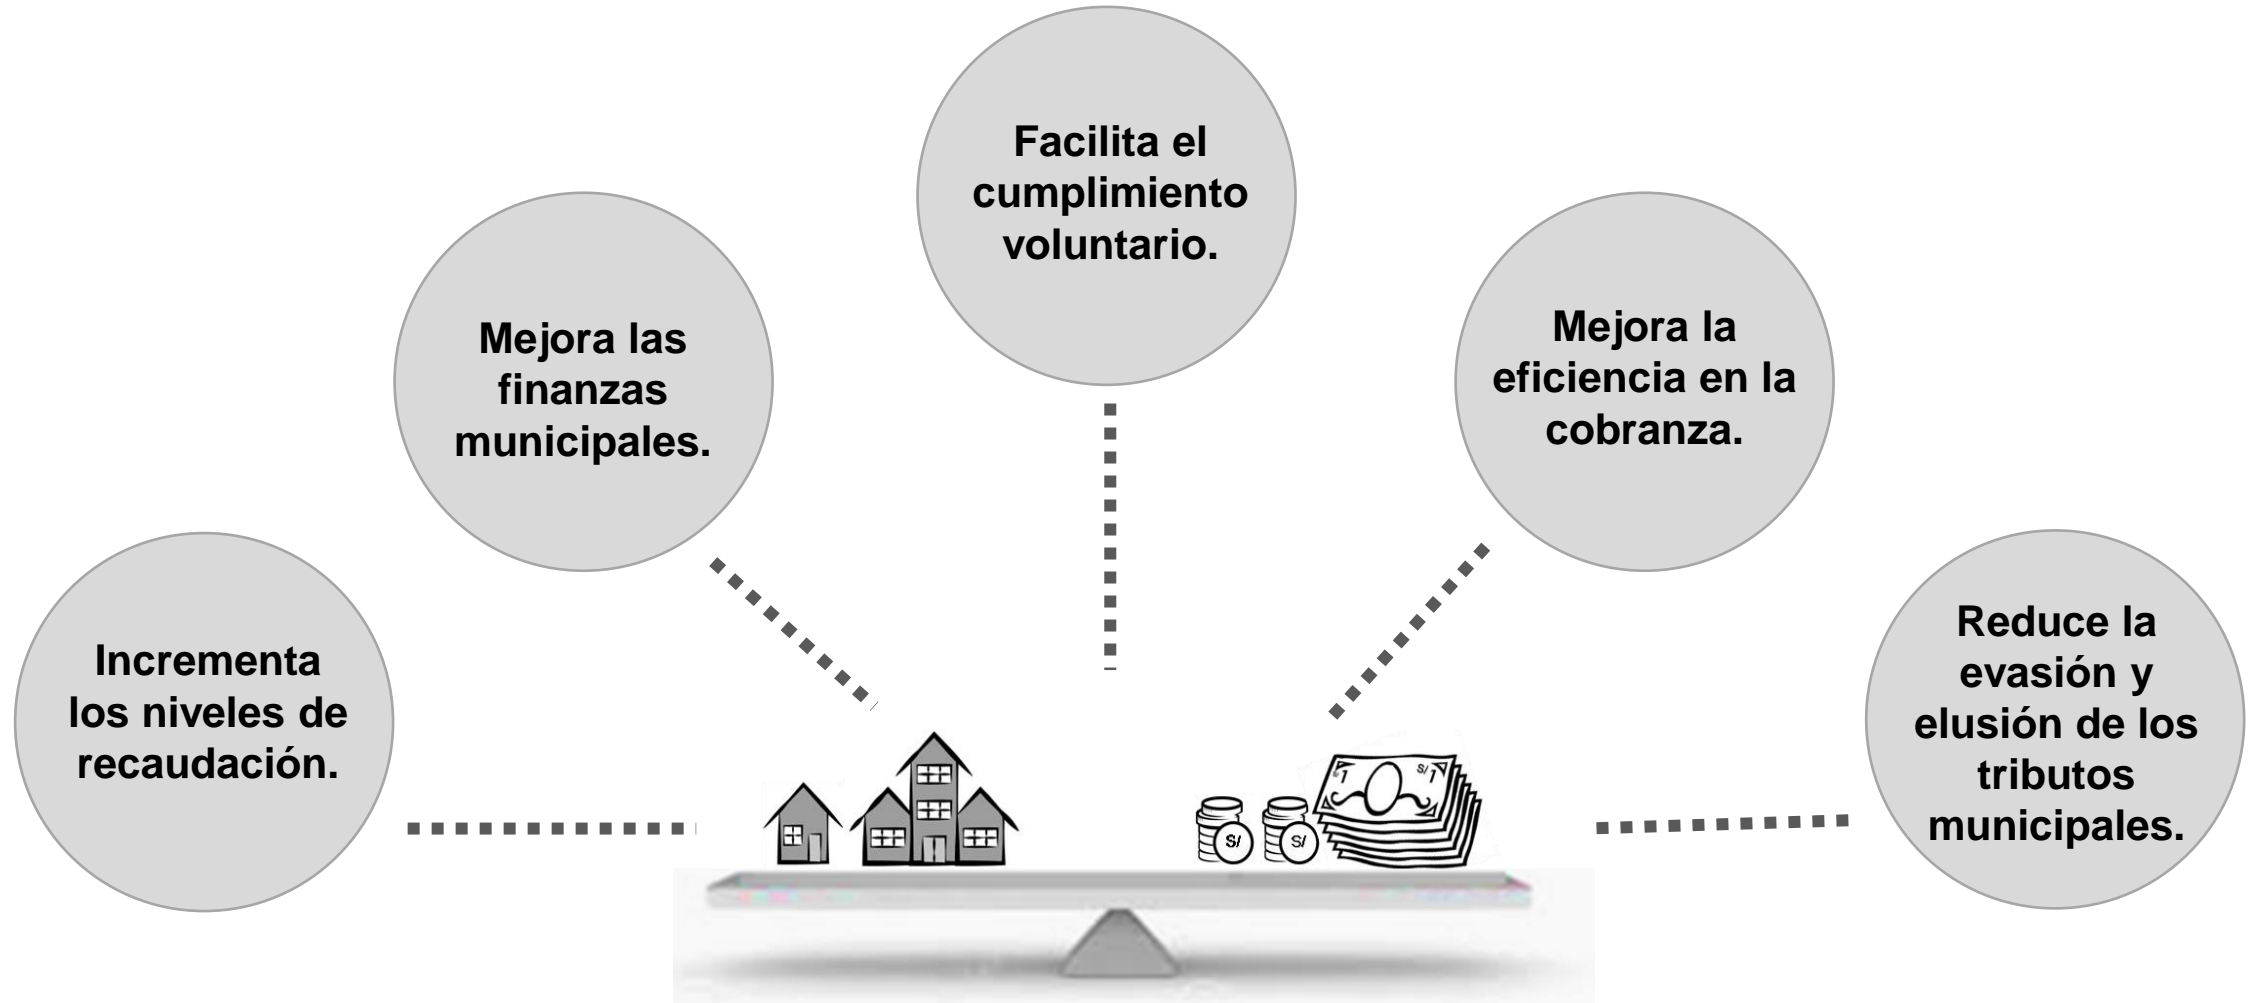 Facilita el
cumplimiento
voluntario.
Mejora las
finanzas
municipales.
Mejora la
eficiencia en la
cobranza.
Incrementa
los niveles de
recaudación.
Reduce la
evasión y
elusión de los
tributos
municipales.
S/
S/
S/ 1